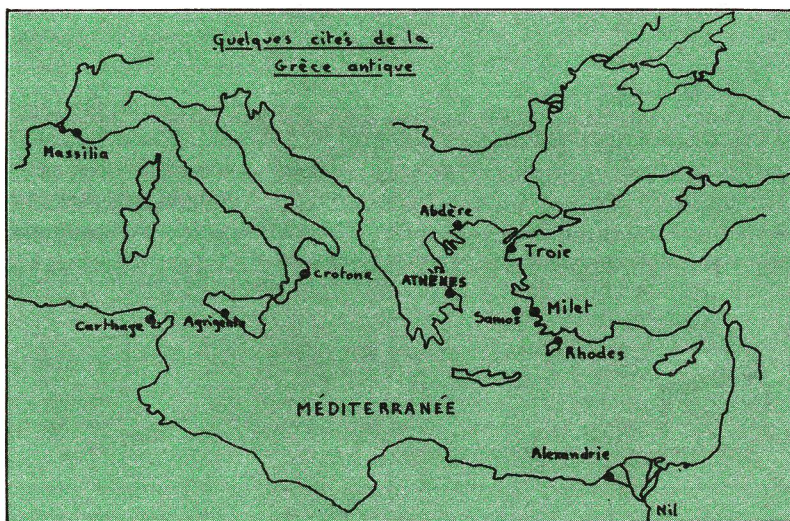 Quelques cités de la
Grèce antique
Massilia
Abdère
Troie
Crotone
ATHÈNES
Carthage
Agrigente
Samos
Milet
Rhodes
MÉDITERRANÉE
Alexandrie
Nil